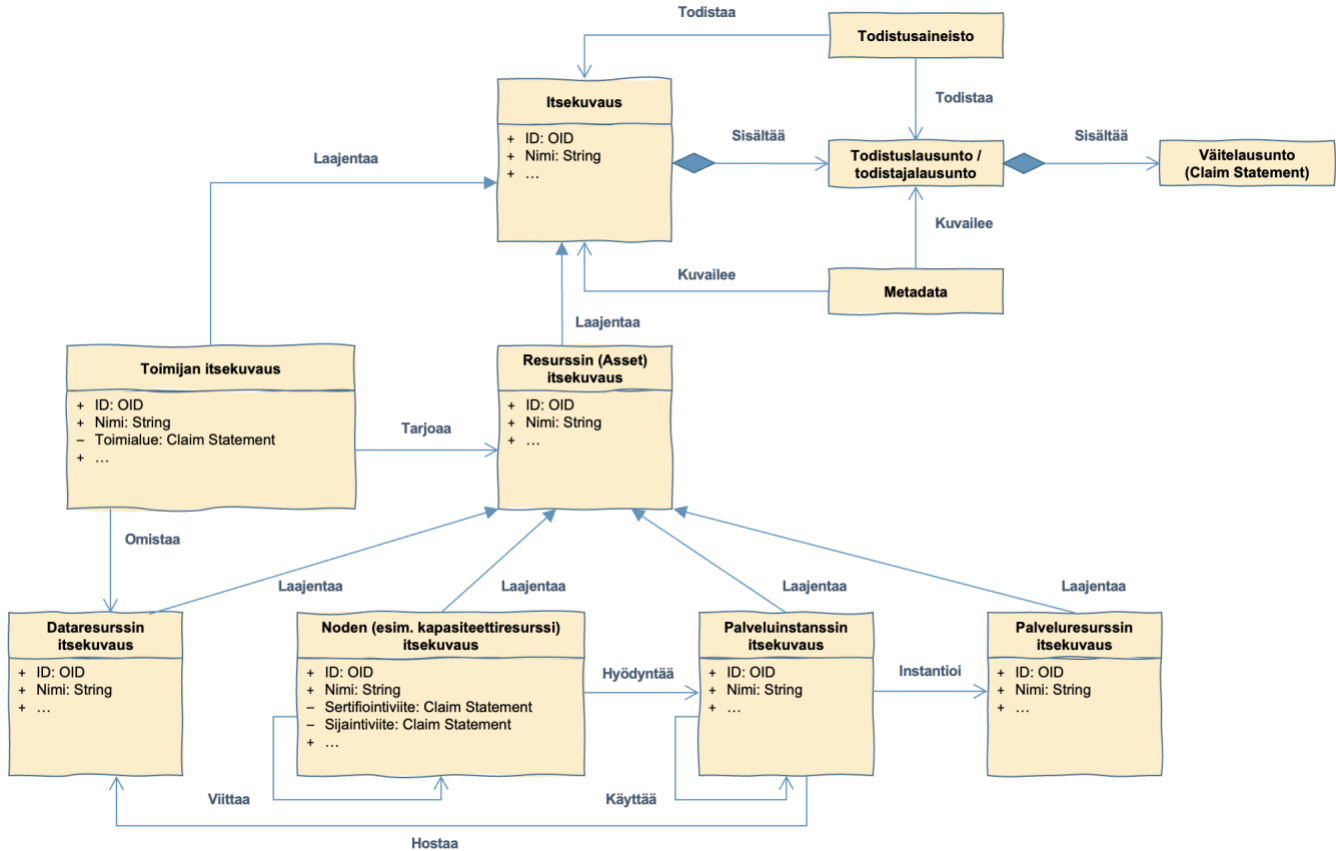 Todistaa
Todistusaineisto
Itsekuvaus
+ ID: OID
+ Nimi: String
+ …
Todistaa
Sisältää
Todistuslausunto /
todistajalausunto
Sisältää
Väitelausunto
(Claim Statement)
Laajentaa
Kuvailee
Kuvailee
Metadata
Laajentaa
Toimijan itsekuvaus
+ ID: OID
+ Nimi: String
– Toimialue: Claim Statement
+ …
Tarjoaa
Resurssin (Asset)
itsekuvaus
+ ID: OID
+ Nimi: String
+ …
Omistaa
Laajentaa
Laajentaa
Laajentaa
Laajentaa
Dataresurssin
itsekuvaus
+ ID: OID
+ Nimi: String
+ …
Noden (esim. kapasiteettiresurssi)
itsekuvaus
+ ID: OID
+ Nimi: String
– Sertifiointiviite: Claim Statement
– Sijaintiviite: Claim Statement
+ …
Hyödyntää
Palveluinstanssin
itsekuvaus
+ ID: OID
+ Nimi: String
+ …
Instantioi
Palveluresurssin
itsekuvaus
+ ID: OID
+ Nimi: String
+ …
Viittaa
Käyttää
Hostaa